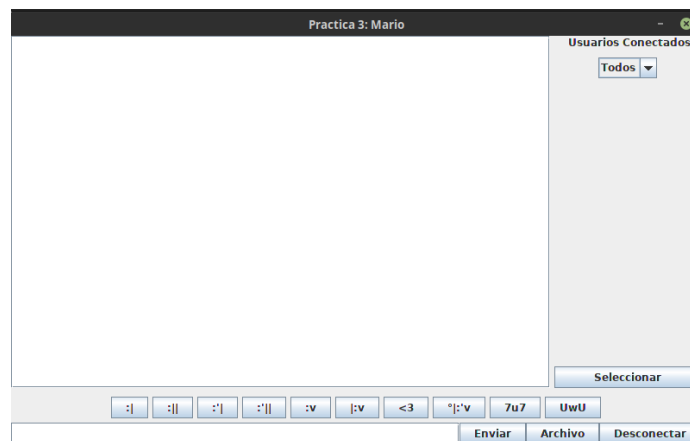 Practica 3: Mario
Usuarios Conectados
Todos
Seleccionar
:| :|| :'| :'|| :v |:v <3 °|:'v 7u7 UwU
Enviar Archivo Desconectar